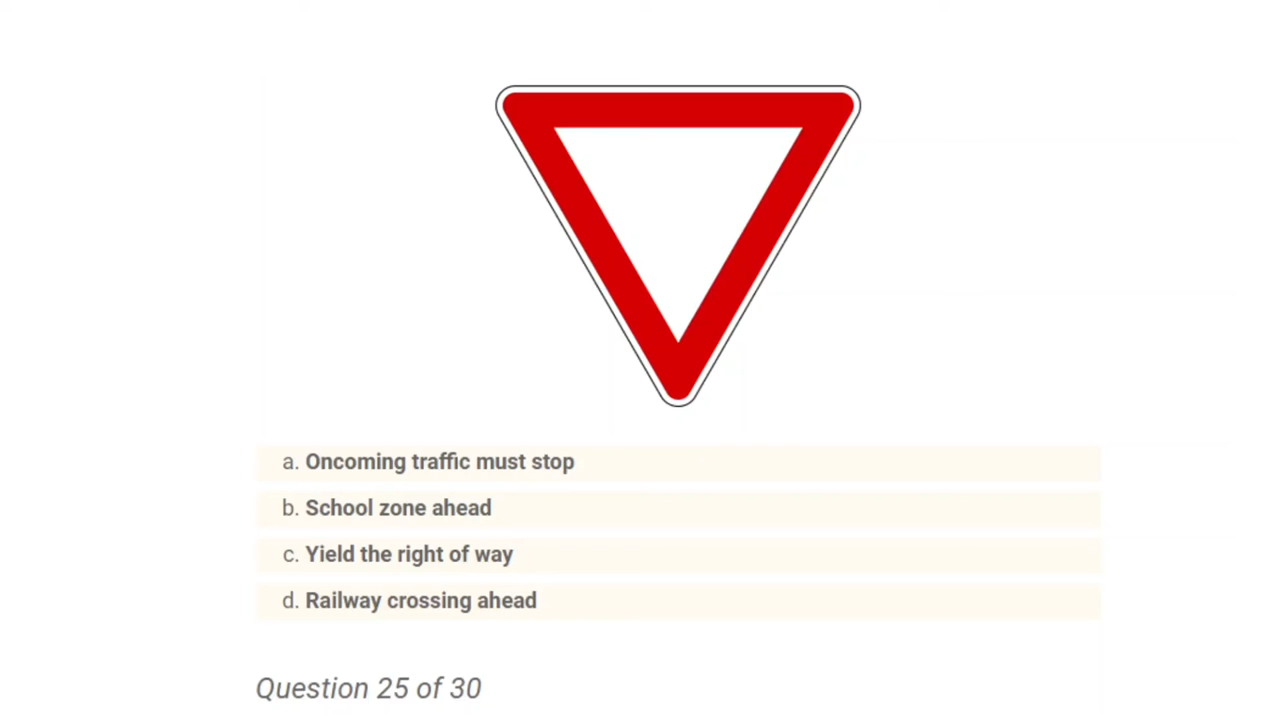 a. Oncoming traffic must stop
b. School zone ahead
c. Yield the right of way
d. Railway crossing ahead
Question 25 of 30